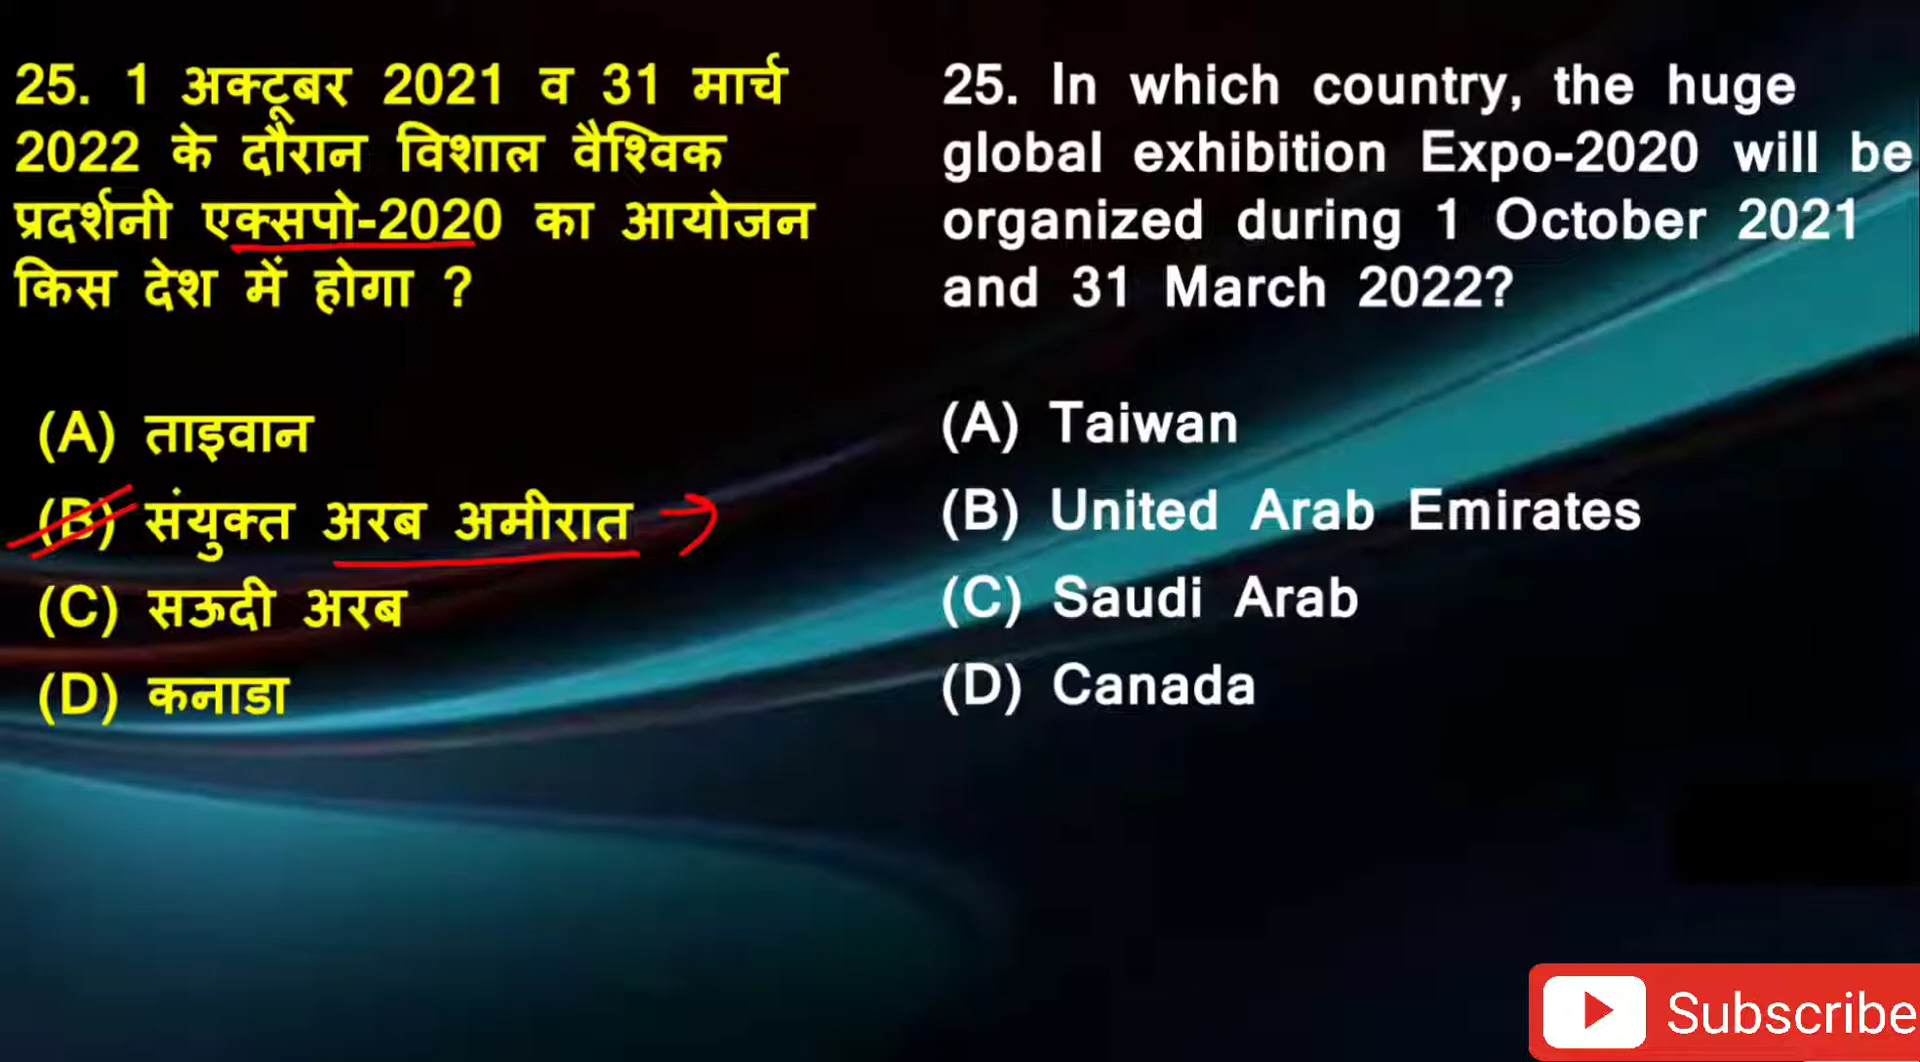 25. 1 अक्टूबर 2021 व 31 मार्च
2022 के दौरान विशाल वैश्विक
प्रदर्शनी एक्सपो-2020 का आयोजन
किस देश में होगा ?
(A) ताइवान
(B) संयुक्त अरब अमीरात
(C) सऊदी अरब
(D) कनाडा
25. In which country, the huge
global exhibition Expo-2020 will be
organized during 1 October 2021
and 31 March 2022?
(A) Taiwan
(B) United Arab Emirates
(C) Saudi Arab
(D) Canada
Subscribe